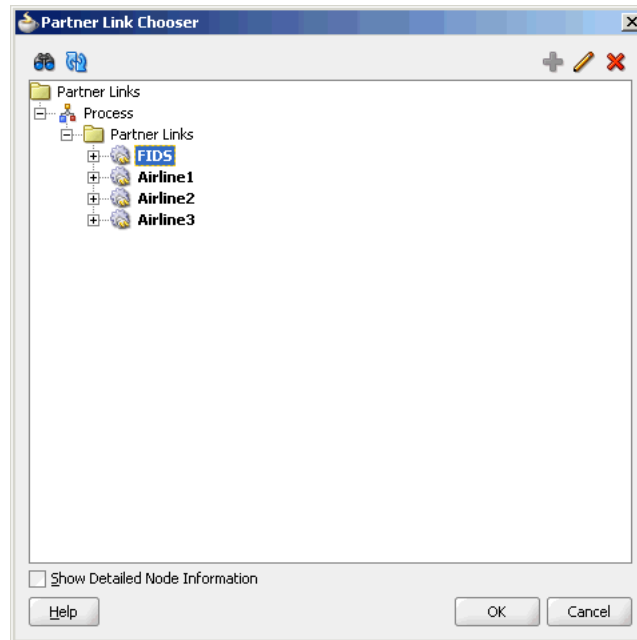 Partner Link Chooser
Partner Links
Process
Partner Links
FIDS
Airline1
Airline2
Airline3
Show Detailed Node Information
Help
OK
Cancel